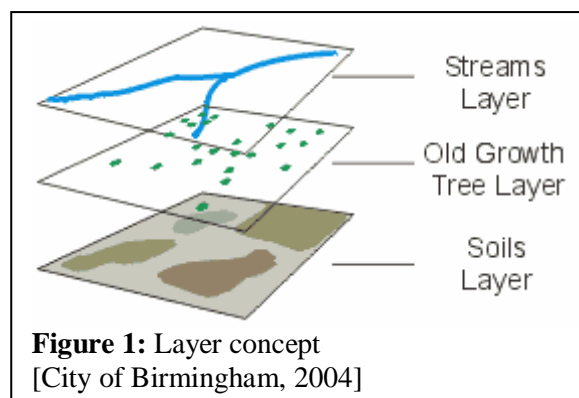 Streams
Layer
Old Growth
Tree Layer
Soils
Layer
Figure 1: Layer concept
[City of Birmingham, 2004]